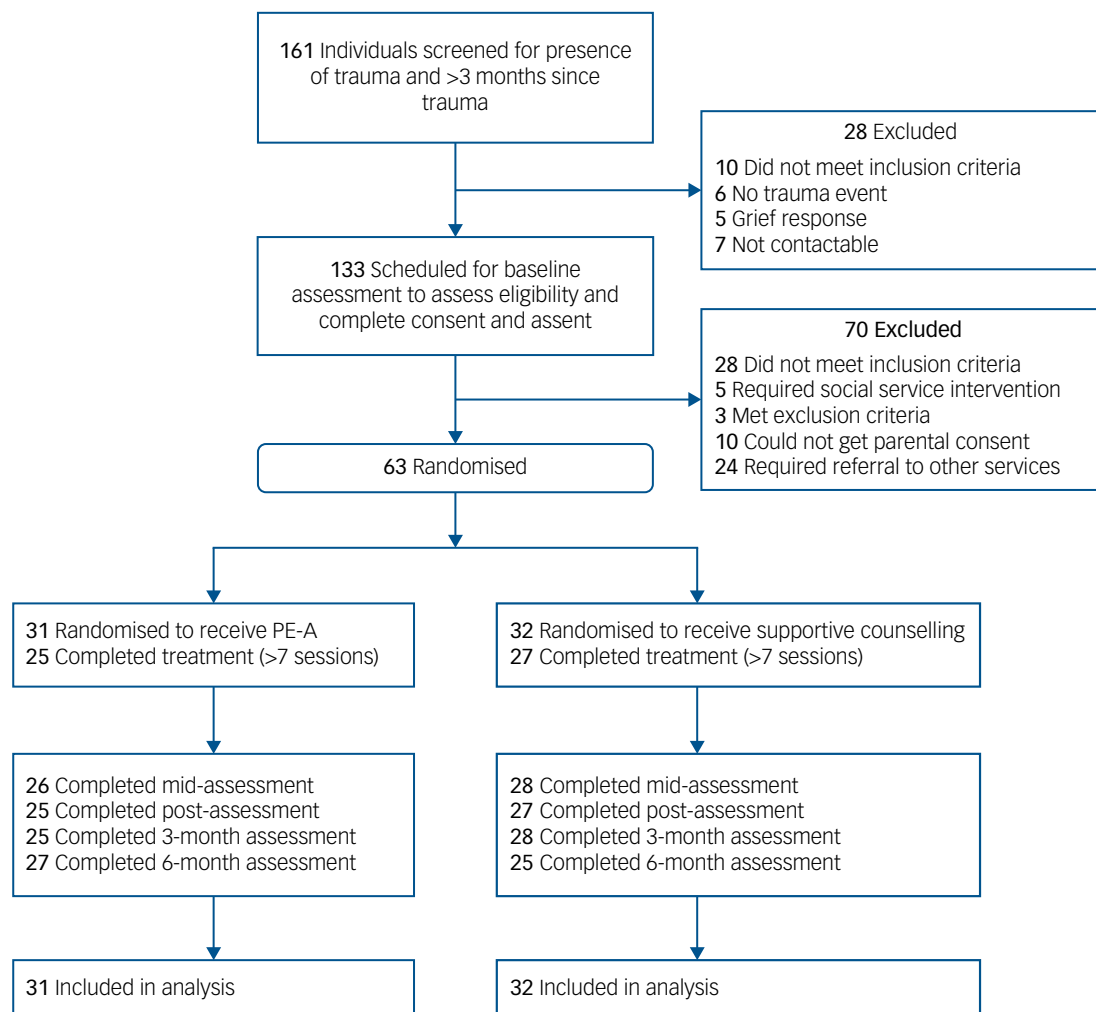 161 Individuals screened for presence
of trauma and >3 months since
trauma
28 Excluded
10 Did not meet inclusion criteria
6 No trauma event
5 Grief response
7 Not contactable
133 Scheduled for baseline
assessment to assess eligibility and
complete consent and assent
70 Excluded
28 Did not meet inclusion criteria
5 Required social service intervention
3 Met exclusion criteria
10 Could not get parental consent
24 Required referral to other services
63 Randomised
31 Randomised to receive PE-A
25 Completed treatment (>7 sessions)
32 Randomised to receive supportive counselling
27 Completed treatment (>7 sessions)
26 Completed mid-assessment
25 Completed post-assessment
25 Completed 3-month assessment
27 Completed 6-month assessment
28 Completed mid-assessment
27 Completed post-assessment
28 Completed 3-month assessment
25 Completed 6-month assessment
31 Included in analysis
32 Included in analysis